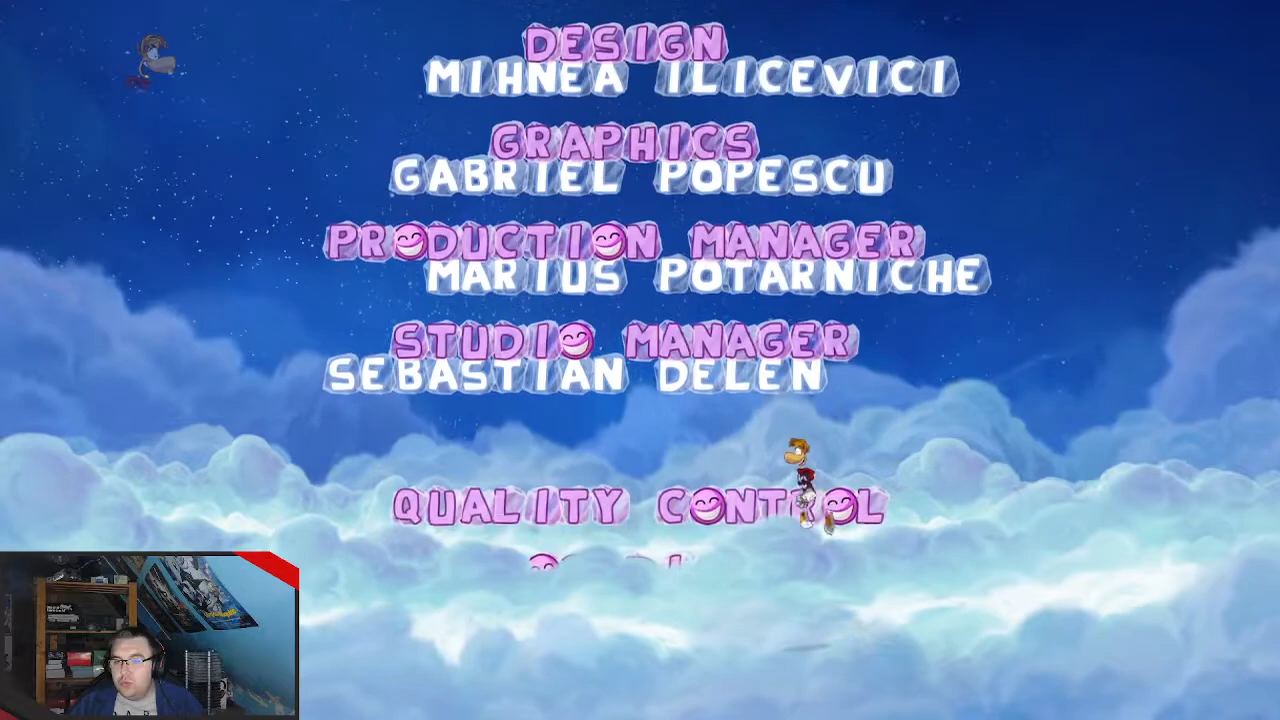 DESIGN
MIHNEA ILICEVICI
GRAPHICS
GABRIEL POPESCU
PRODUCTION MANAGER
MARIUS POTARNICHE
STUDIO MANAGER
SEBASTIAN DELEN
QUALITY CONTROL